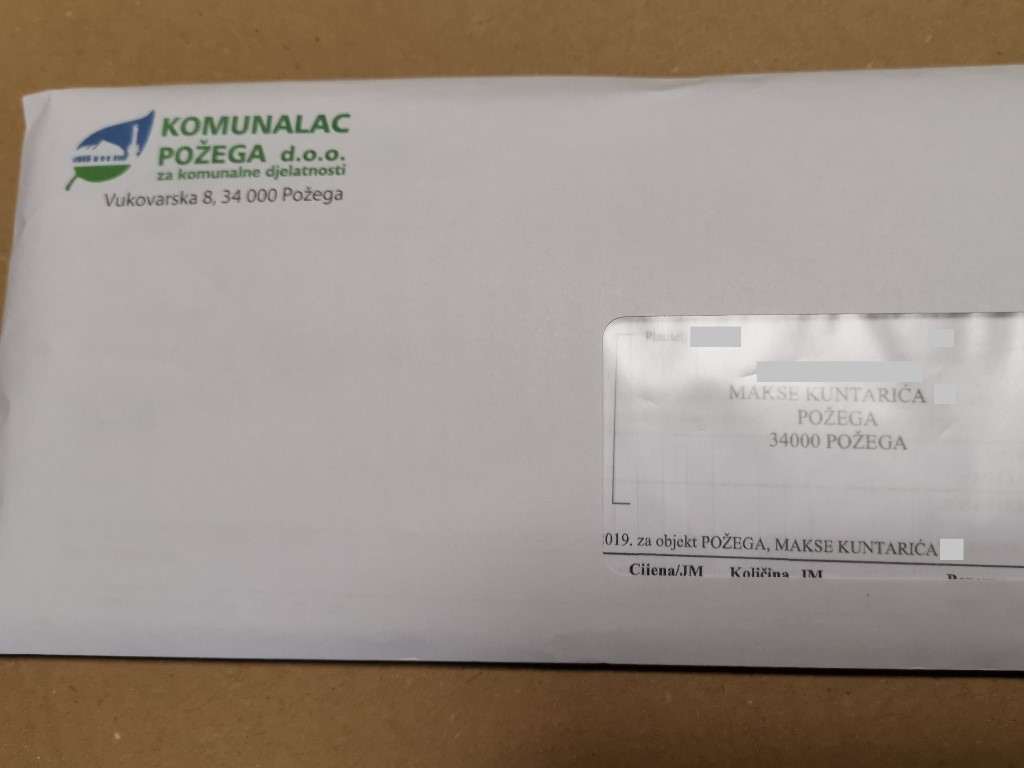 KOMUNALAC
POŽEGA d.o.o.
za komunalne djelatnosti
Vukovarska 8, 34 000 Požega
MAKSE KUNTARIĆA
POŽEGA
34000 POŽEGA
019. za objekt POŽEGA, MAKSE KUNTARIĆA
Cijena/JM Količina JM